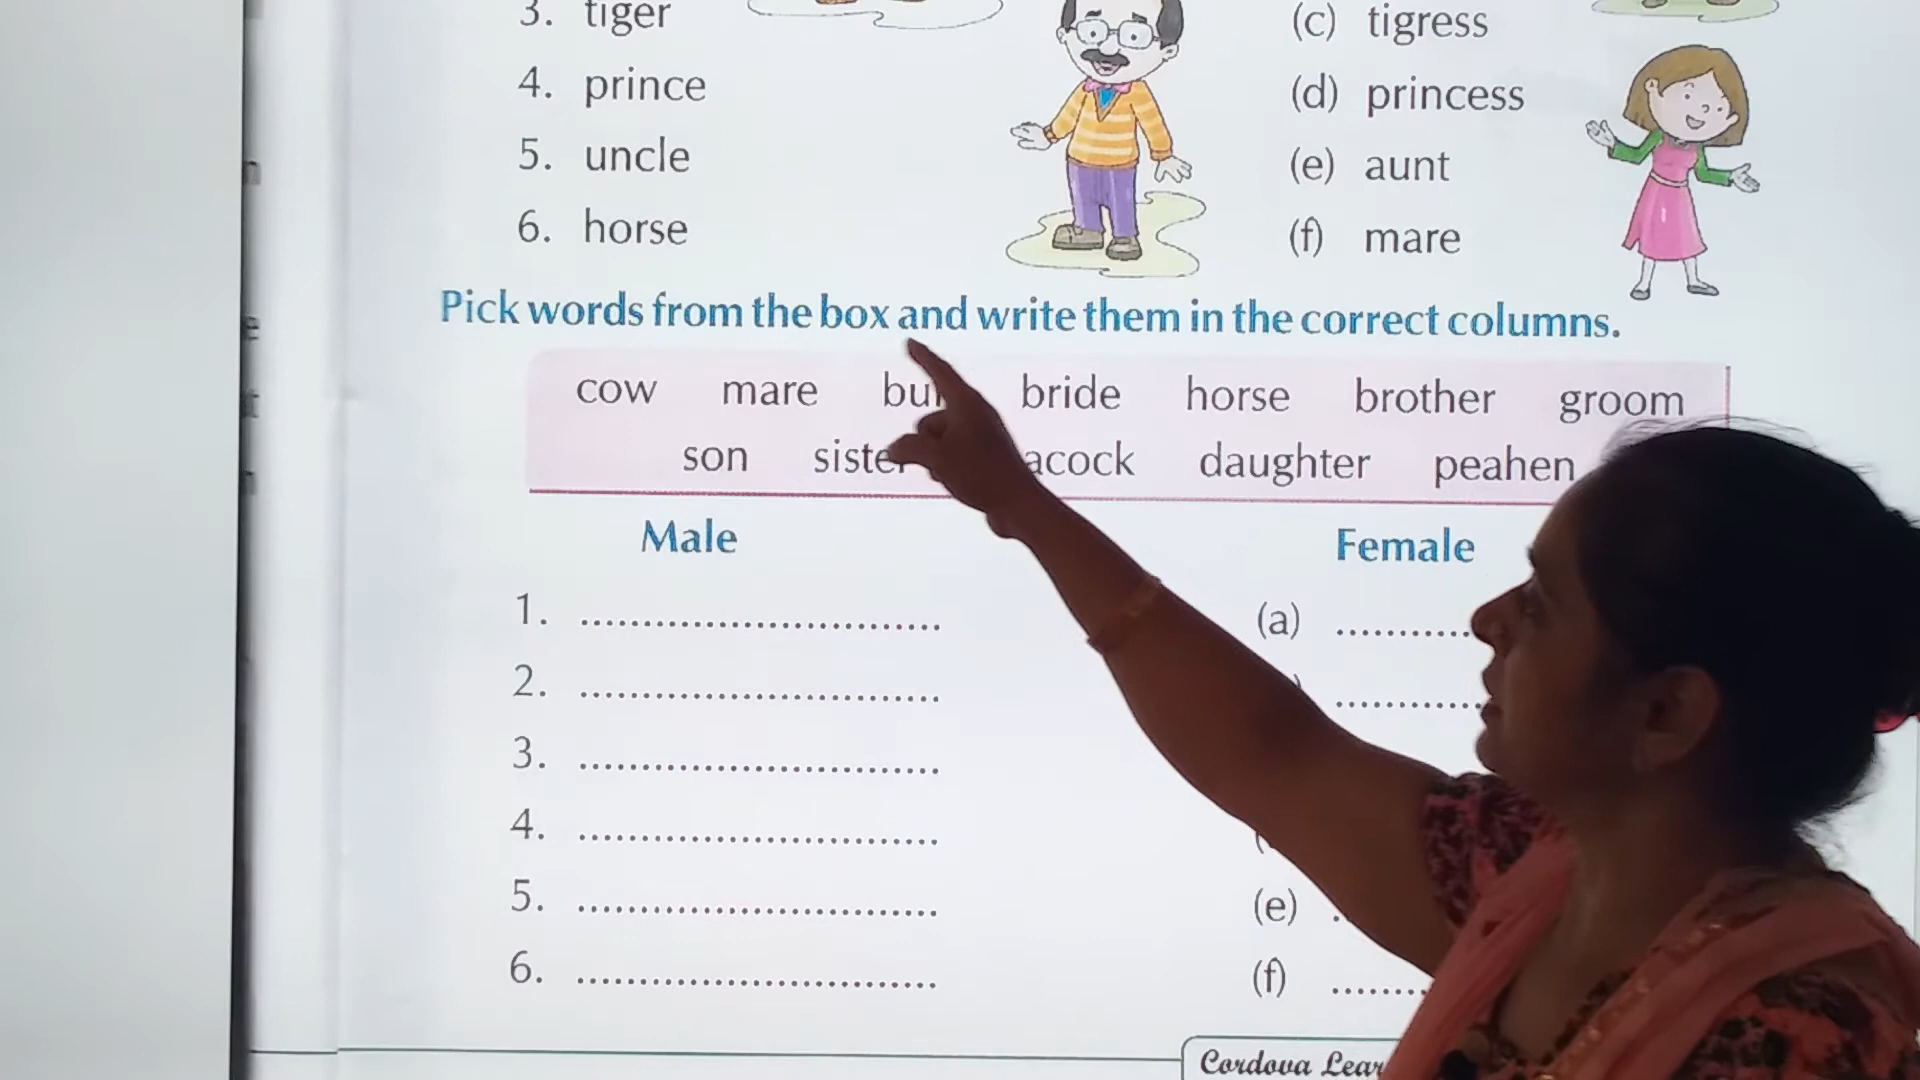 3. tiger (c) tigress
4. prince (d) princess
5. uncle (e) aunt
6. horse (f) mare
Pick words from the box and write them in the correct columns.
cow mare bride horse brother groom
son daughter peahen
Male Female
1. .............................. (a) ...........
2. .............................. ............
3. ..............................
4. ..............................
5. .............................. (e) .
6. .............................. (f) ........
Cordova